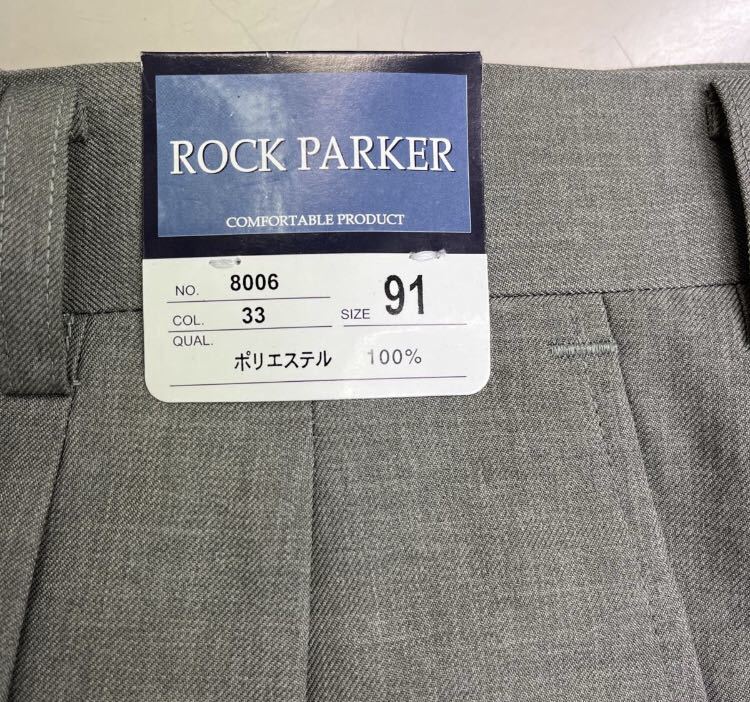 ROCK PARKER
COMFORTABLE PRODUCT
NO. 8006
COL. 33 SIZE 91
QUAL.
ポリエステル 100%